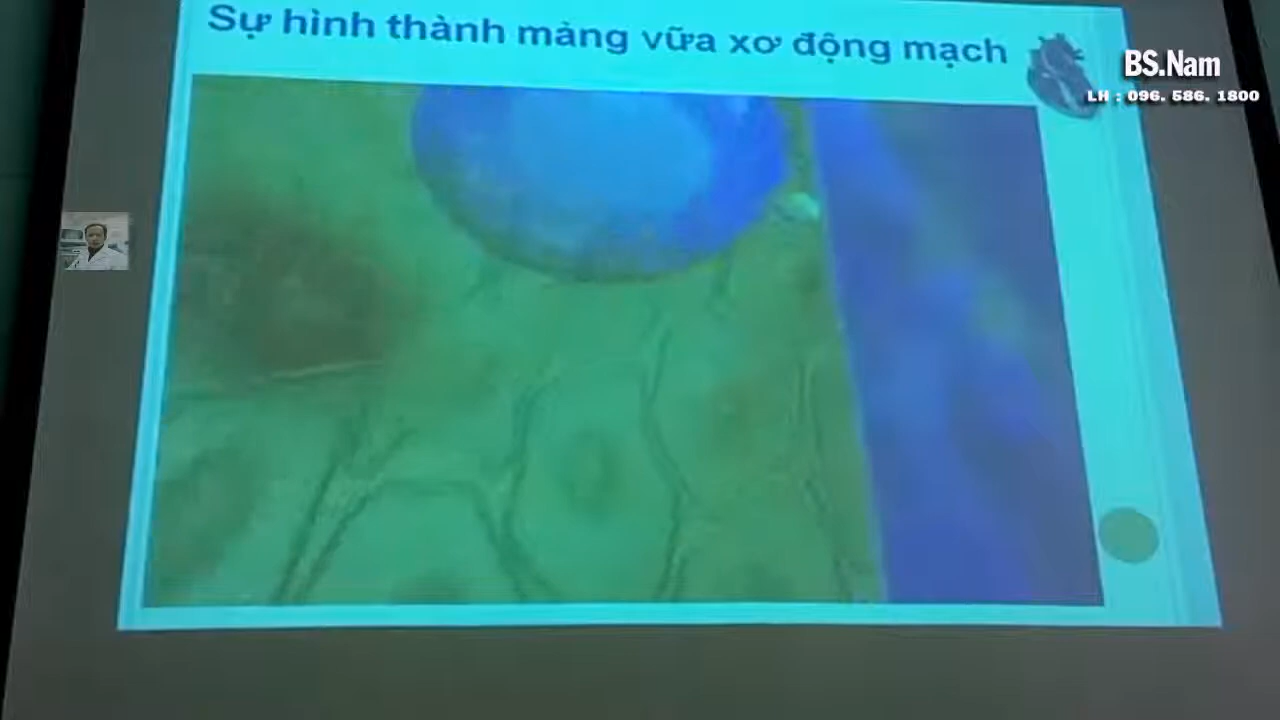 Sự hình thành mảng vữa xơ động mạch
BS.Nam
LH : 096. 586. 1800